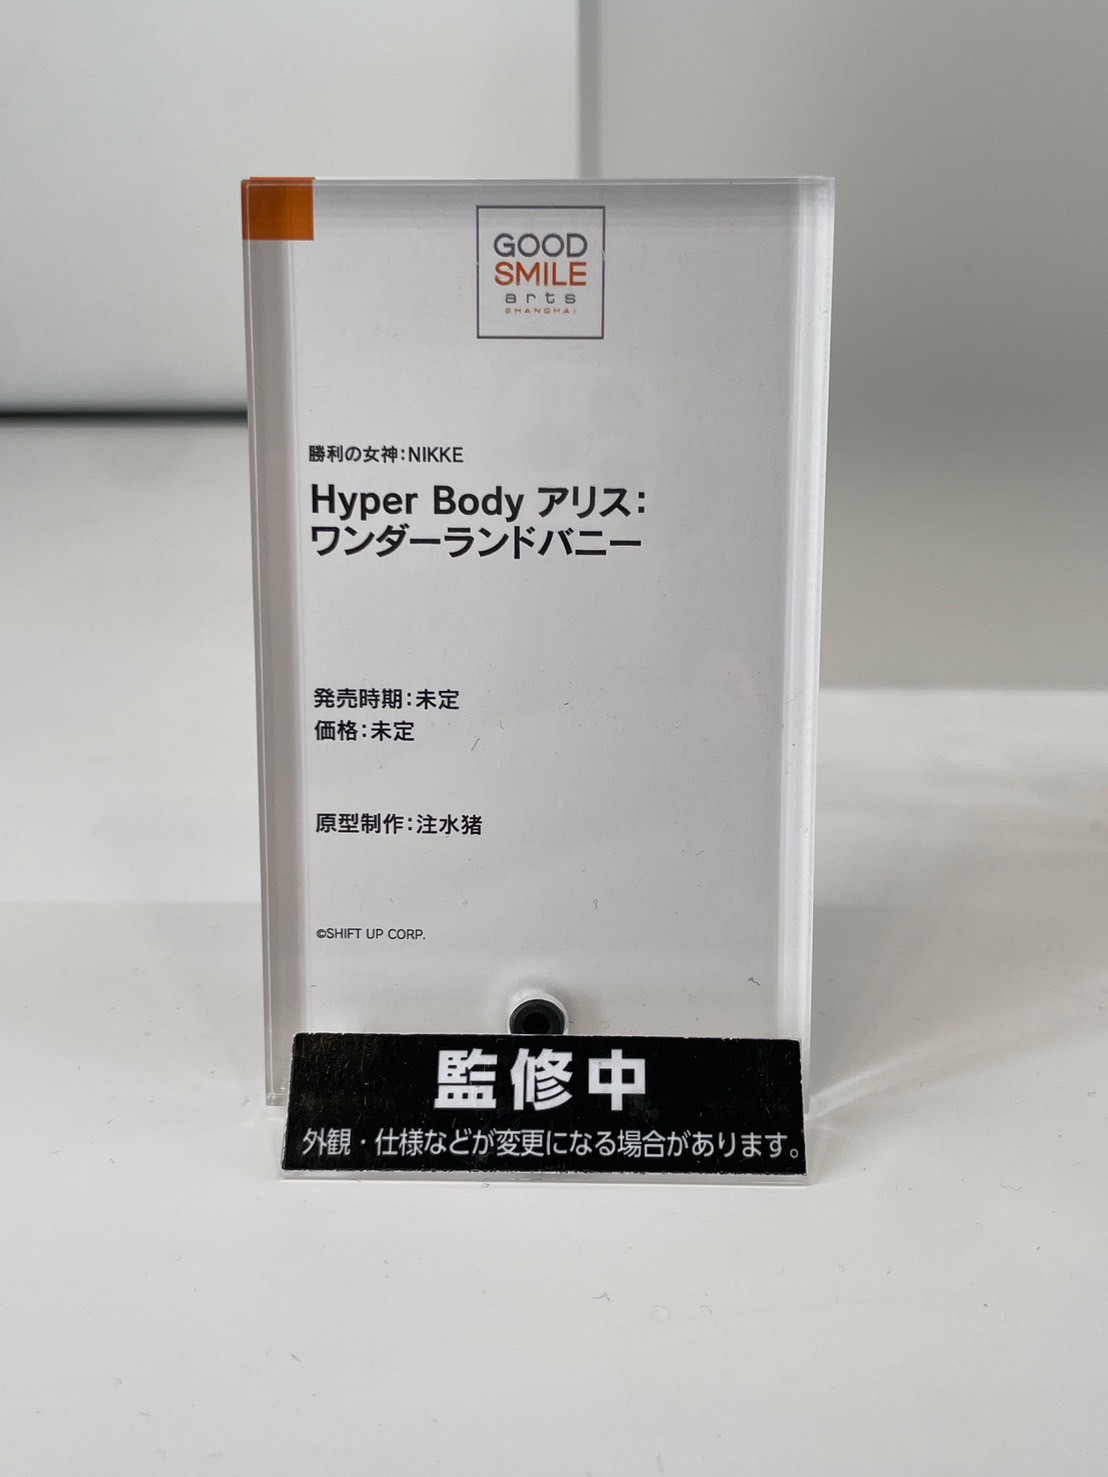 GOOD
SMILE
arts
SHANGHAI
勝利の女神：NIKKE
Hyper Body アリス：
ワンダーランドバニー
発売時期：未定
価格：未定
原型制作：注水猪
©SHIFT UP CORP.
監修中
外観・仕様などが変更になる場合があります。